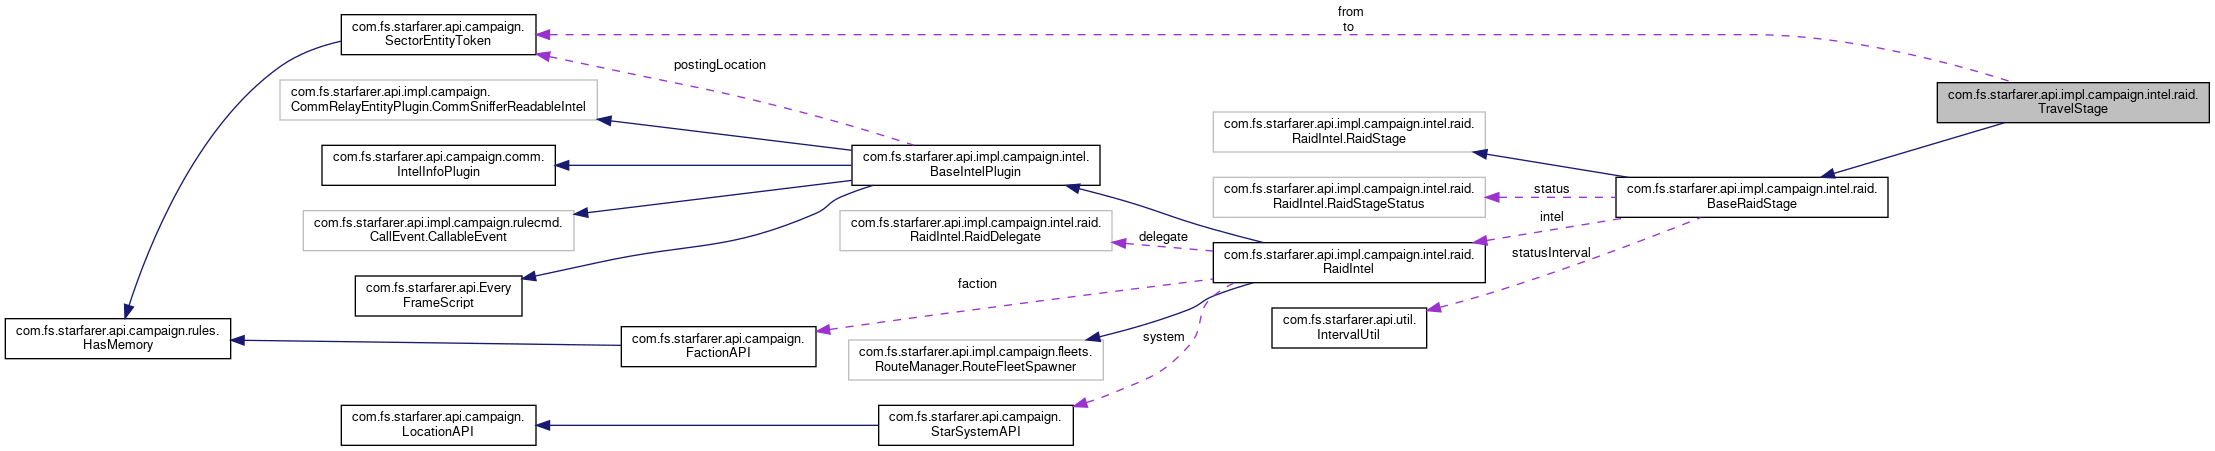 from
to
com.fs.starfarer.api.campaign.
SectorEntityToken
postingLocation
com.fs.starfarer.api.impl.campaign.
CommRelayEntityPlugin.CommSnifferReadableIntel
com.fs.starfarer.api.impl.campaign.intel.raid.
TravelStage
com.fs.starfarer.api.impl.campaign.intel.raid.
RaidIntel.RaidStage
com.fs.starfarer.api.campaign.comm.
IntelInfoPlugin
com.fs.starfarer.api.impl.campaign.intel.
BaseIntelPlugin
com.fs.starfarer.api.impl.campaign.intel.raid.
RaidIntel.RaidStageStatus
status
com.fs.starfarer.api.impl.campaign.intel.raid.
BaseRaidStage
com.fs.starfarer.api.impl.campaign.rulecmd.
CallEvent.CallableEvent
com.fs.starfarer.api.impl.campaign.intel.raid.
RaidIntel.RaidDelegate
delegate
intel
com.fs.starfarer.api.impl.campaign.intel.raid.
RaidIntel
statusInterval
com.fs.starfarer.api.Every
FrameScript
faction
com.fs.starfarer.api.campaign.rules.
HasMemory
com.fs.starfarer.api.campaign.
FactionAPI
com.fs.starfarer.api.impl.campaign.fleets.
RouteManager.RouteFleetSpawner
system
com.fs.starfarer.api.util.
IntervalUtil
com.fs.starfarer.api.campaign.
LocationAPI
com.fs.starfarer.api.campaign.
StarSystemAPI